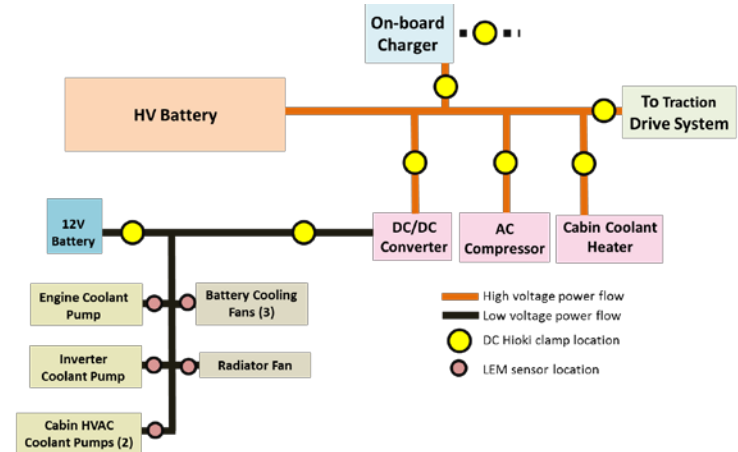 On-board
Charger
HV Battery
To Traction
Drive System
12V
Battery
DC/DC
Converter
AC
Compressor
Cabin Coolant
Heater
Engine Coolant
Pump
Battery Cooling
Fans (3)
Inverter
Coolant Pump
Radiator Fan
Cabin HVAC
Coolant Pumps (2)
High voltage power flow
Low voltage power flow
DC Hioki clamp location
LEM sensor location